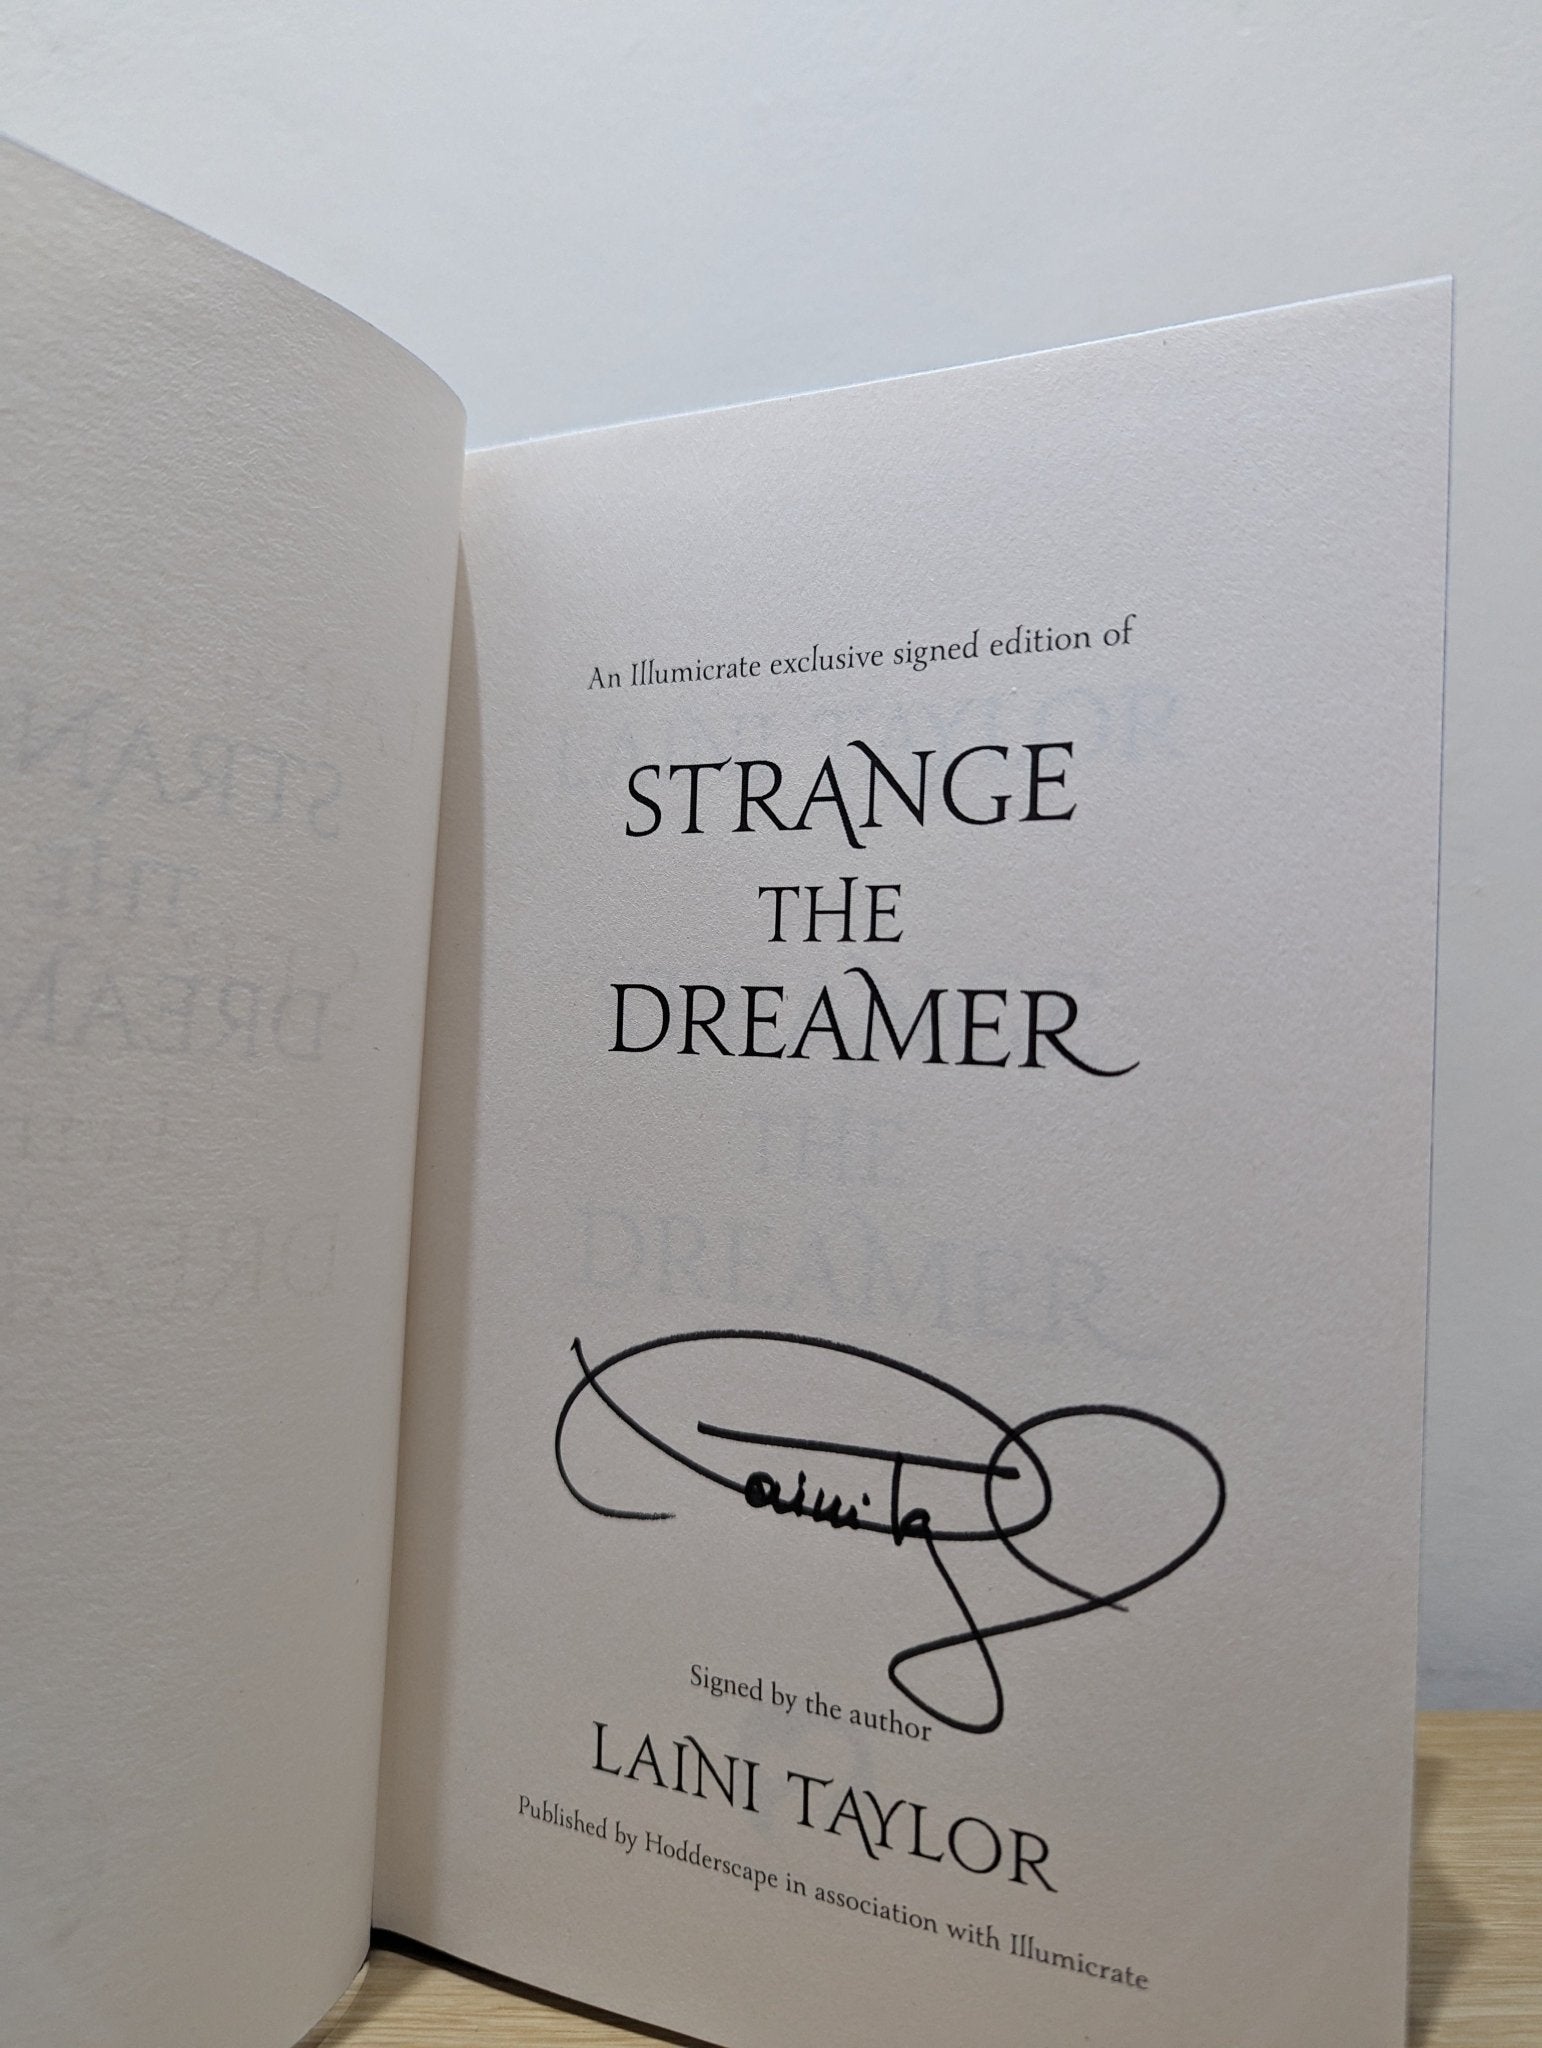 An Illumicrate exclusive signed edition of
STRANGE
THE
DREAMER
Signed by the author
LAINI TAYLOR
Published by Hodderscape in association with Illumicrate